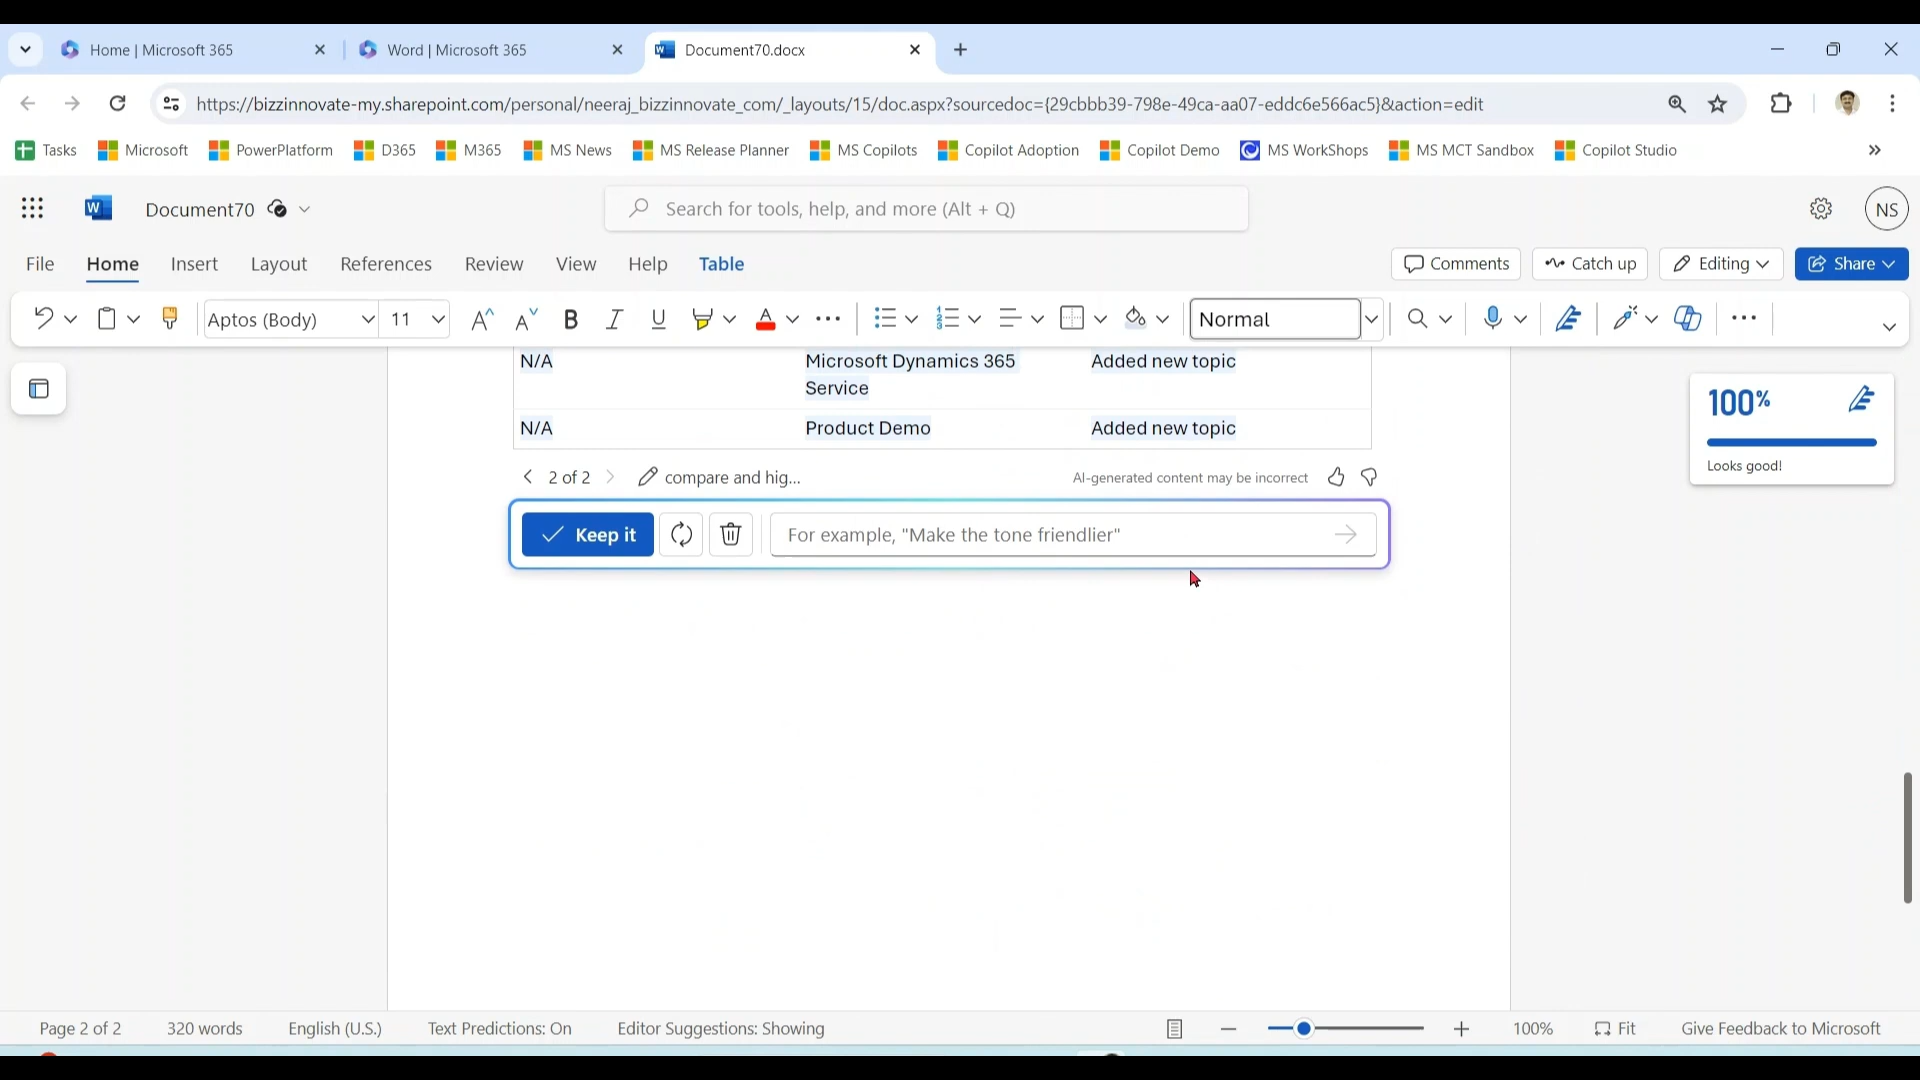 Home | Microsoft 365
Word | Microsoft 365
Document70.docx
https://bizzinnovate-my.sharepoint.com/personal/neeraj_bizzinnovate_com/_layouts/15/doc.aspx?sourcedoc={29cbbb39-798e-49ca-aa07-eddc6e566ac5}&action=edit
Tasks Microsoft PowerPlatform D365 M365 MS News MS Release Planner MS Copilots Copilot Adoption Copilot Demo MS WorkShops MS MCT Sandbox Copilot Studio
Document70
Search for tools, help, and more (Alt + Q)
NS
File Home Insert Layout References Review View Help Table
Comments Catch up Editing Share
Aptos (Body) 11 Normal
N/A Microsoft Dynamics 365 Added new topic
Service
N/A Product Demo Added new topic
100%
Looks good!
2 of 2 compare and hig... AI-generated content may be incorrect
Keep it For example, "Make the tone friendlier"
Page 2 of 2 320 words English (U.S.) Text Predictions: On Editor Suggestions: Showing 100% Fit Give Feedback to Microsoft